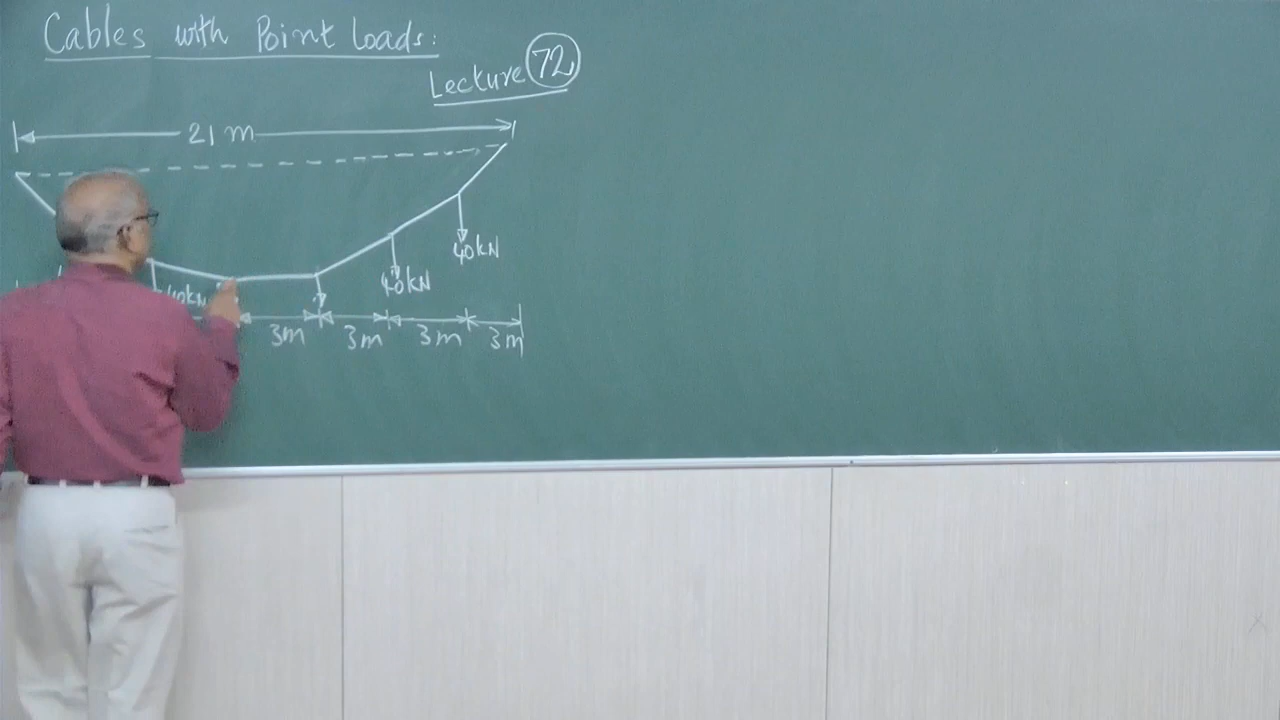 Cables with Point Loads:
Lecture 72
21 m
40kN
40kN
40kN
3m 3m 3m 3m